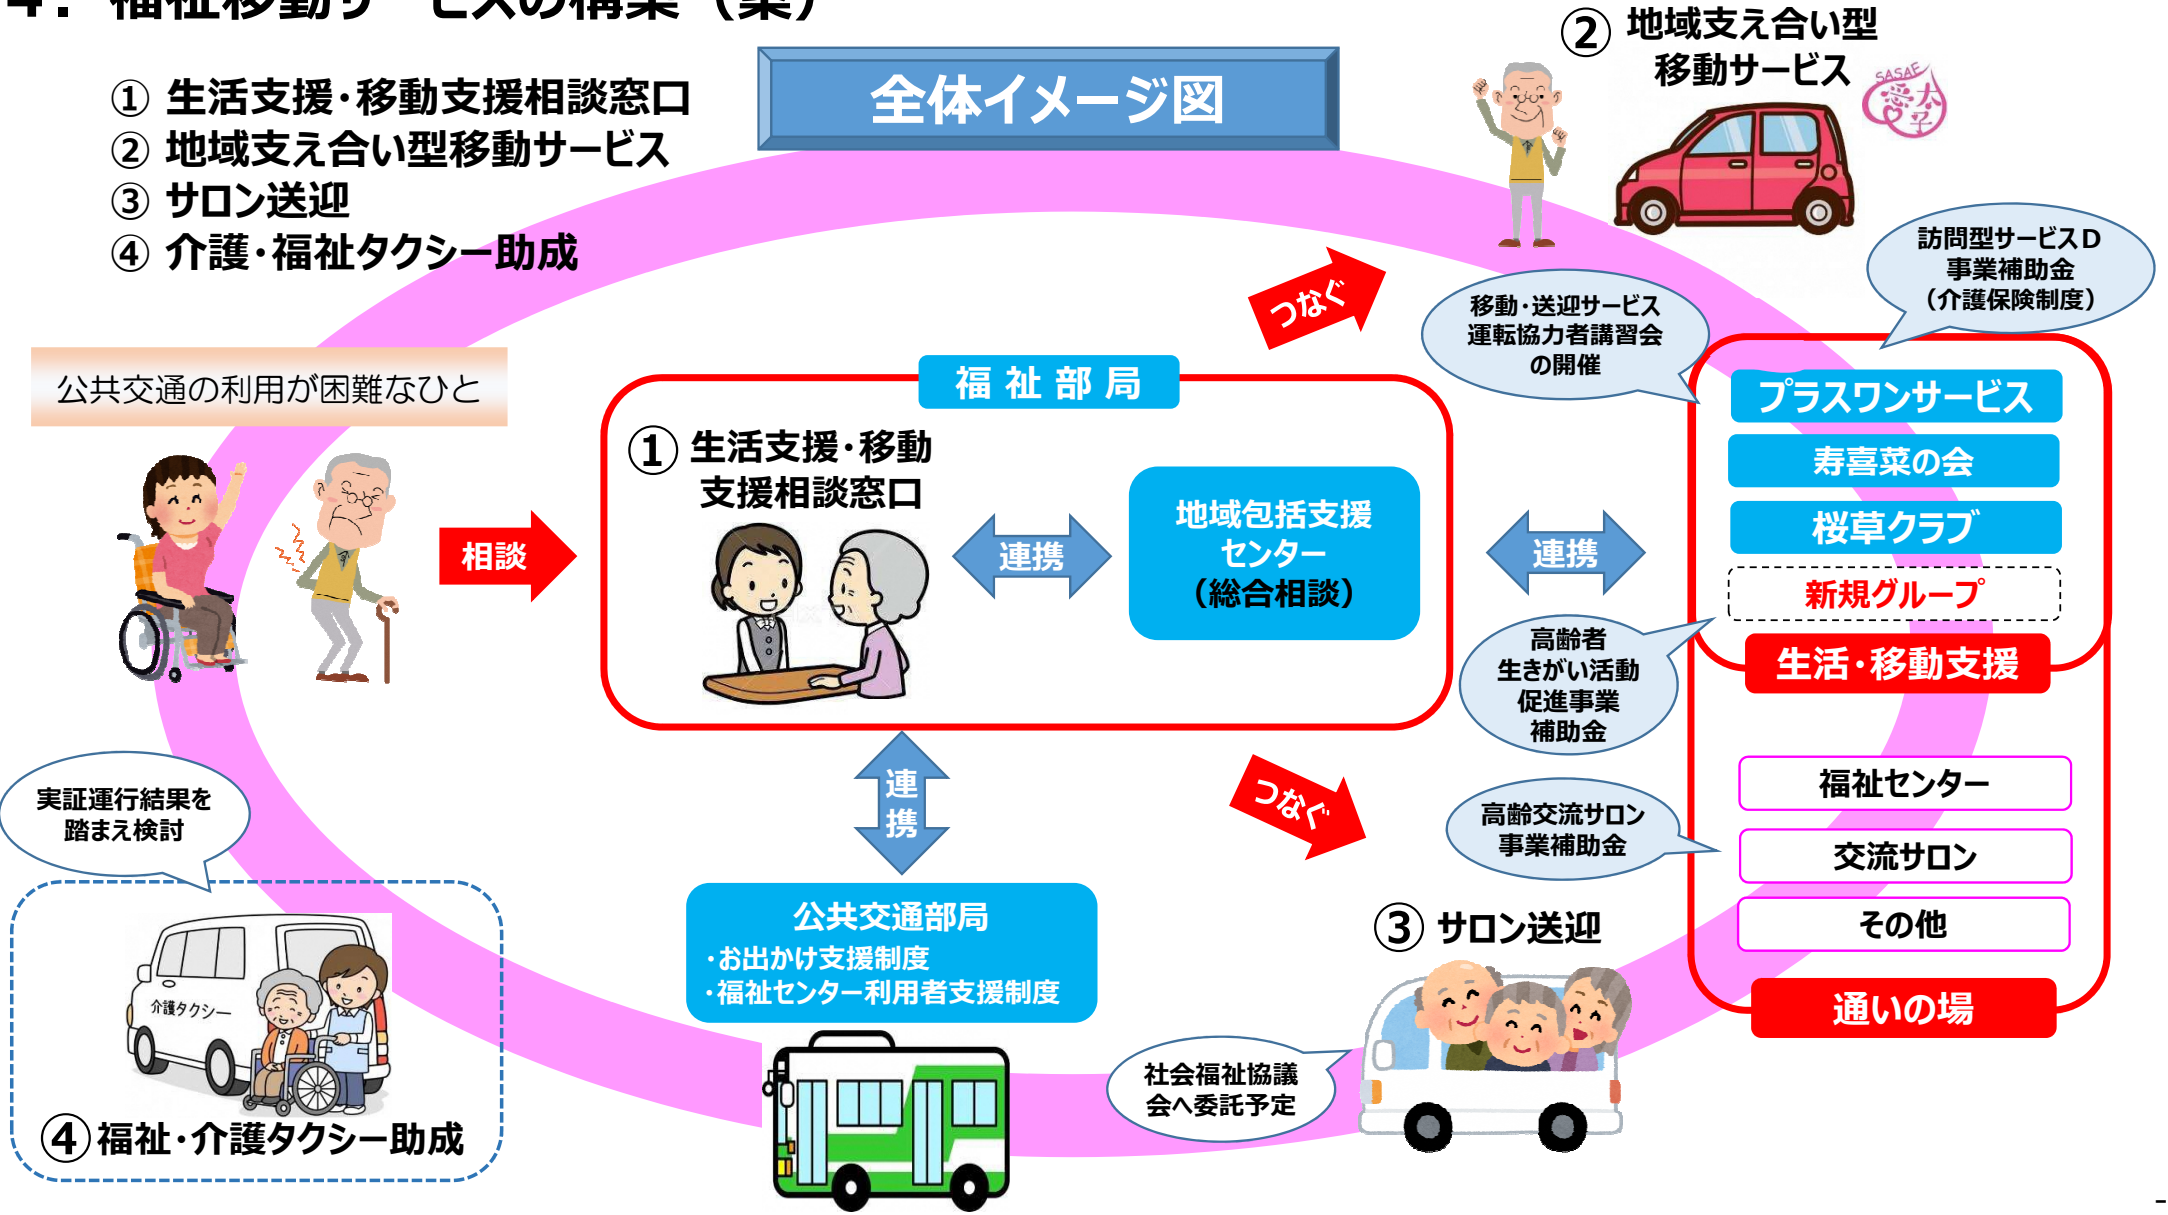 4．福祉移動サービスの構築（案）
全体イメージ図
① 生活支援・移動支援相談窓口
② 地域支え合い型移動サービス
③ サロン送迎
④ 介護・福祉タクシー助成
② 地域支え合い型
移動サービス
SASAE
愛
太子
訪問型サービスD
事業補助金
（介護保険制度）
つなぐ
移動・送迎サービス
運転協力者講習会
の開催
公共交通の利用が困難なひと
福祉部局
① 生活支援・移動
支援相談窓口
相談
連携
地域包括支援
センター
（総合相談）
連携
プラスワンサービス
寿喜菜の会
桜草クラブ
新規グループ
生活・移動支援
高齢者
生きがい活動
促進事業
補助金
連携
つなぐ
高齢交流サロン
事業補助金
福祉センター
交流サロン
その他
通いの場
実証運行結果を
踏まえ検討
介護タクシー
④ 福祉・介護タクシー助成
公共交通部局
・お出かけ支援制度
・福祉センター利用者支援制度
③ サロン送迎
社会福祉協議
会へ委託予定